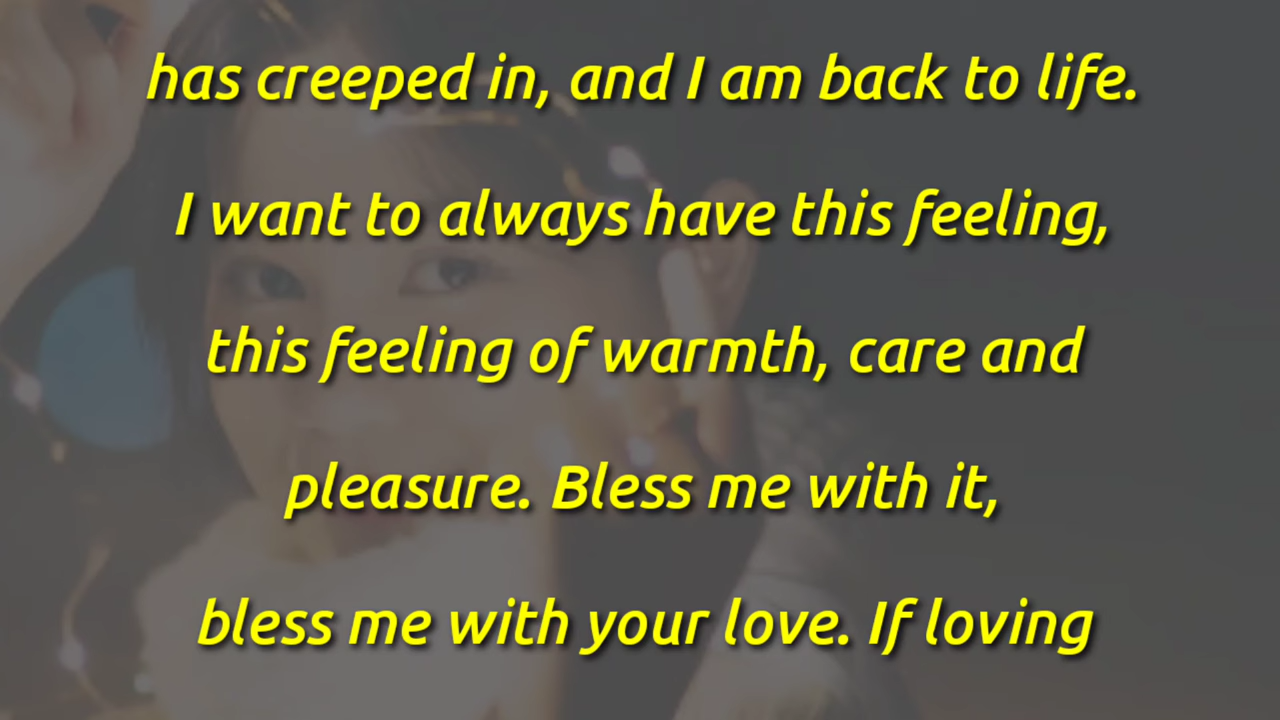 has creeped in, and I am back to life.
I want to always have this feeling,
this feeling of warmth, care and
pleasure. Bless me with it,
bless me with your love. If loving